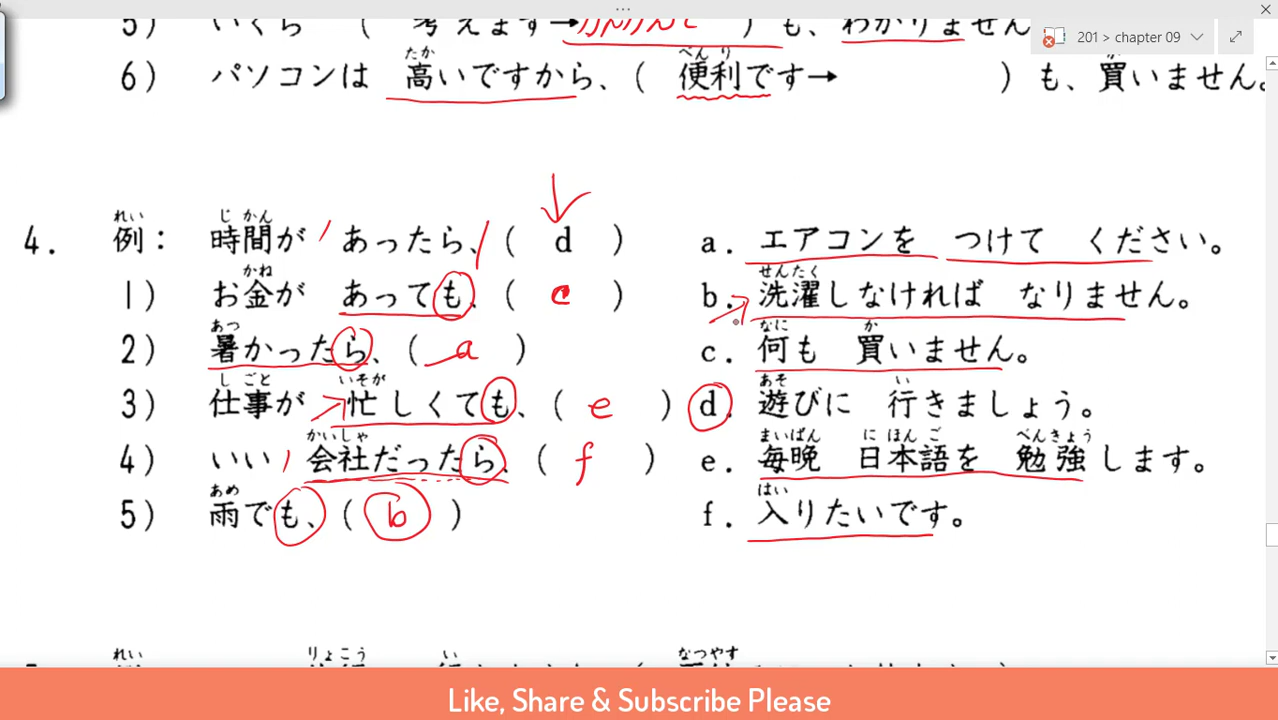 201 > chapter 09
5) いくら (考えます→かんがえて)も、わかりません
6) パソコンは 高いですから、(便利です→ )も、買いません。
4. 例: 時間が あったら、( d ) a. エアコンを つけて ください。
1) お金が あっても、( c ) b. 洗濯しなければ なりません。
2) 暑かったら、( a ) c. 何も 買いません。
3) 仕事が 忙しくても、( e ) d. 遊びに 行きましょう。
4) いい 会社だったら、( f ) e. 毎晩 日本語を 勉強します。
5) 雨でも、( b ) f. 入りたいです。
Like, Share & Subscribe Please